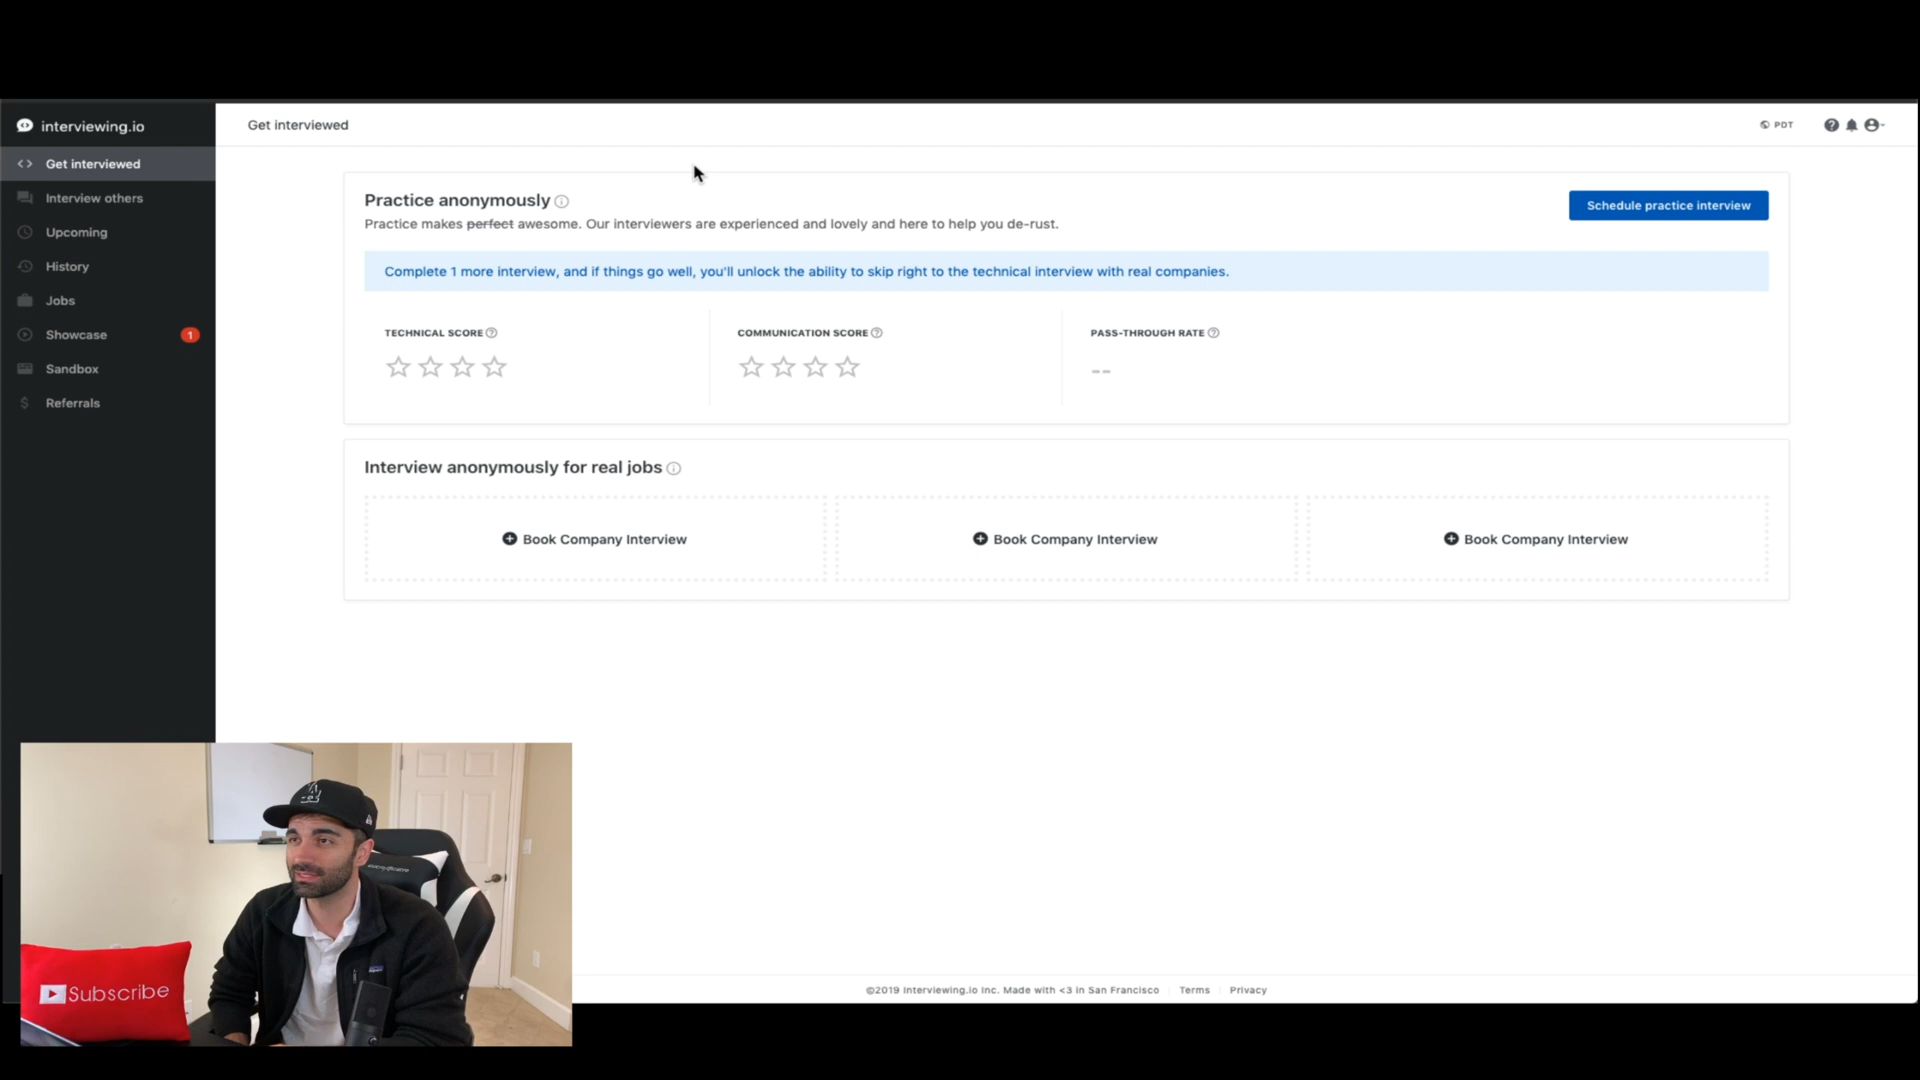 interviewing.io
Get interviewed
Interview others
Upcoming
History
Jobs
Showcase
1
Sandbox
Referrals
Get interviewed
PDT
Practice anonymously
Practice makes perfect awesome. Our interviewers are experienced and lovely and here to help you de-rust.
Schedule practice interview
Complete 1 more interview, and if things go well, you'll unlock the ability to skip right to the technical interview with real companies.
TECHNICAL SCORE
COMMUNICATION SCORE
PASS-THROUGH RATE
--
Interview anonymously for real jobs
Book Company Interview
Book Company Interview
Book Company Interview
Subscribe
©2019 Interviewing.io Inc. Made with <3 in San Francisco
Terms
Privacy